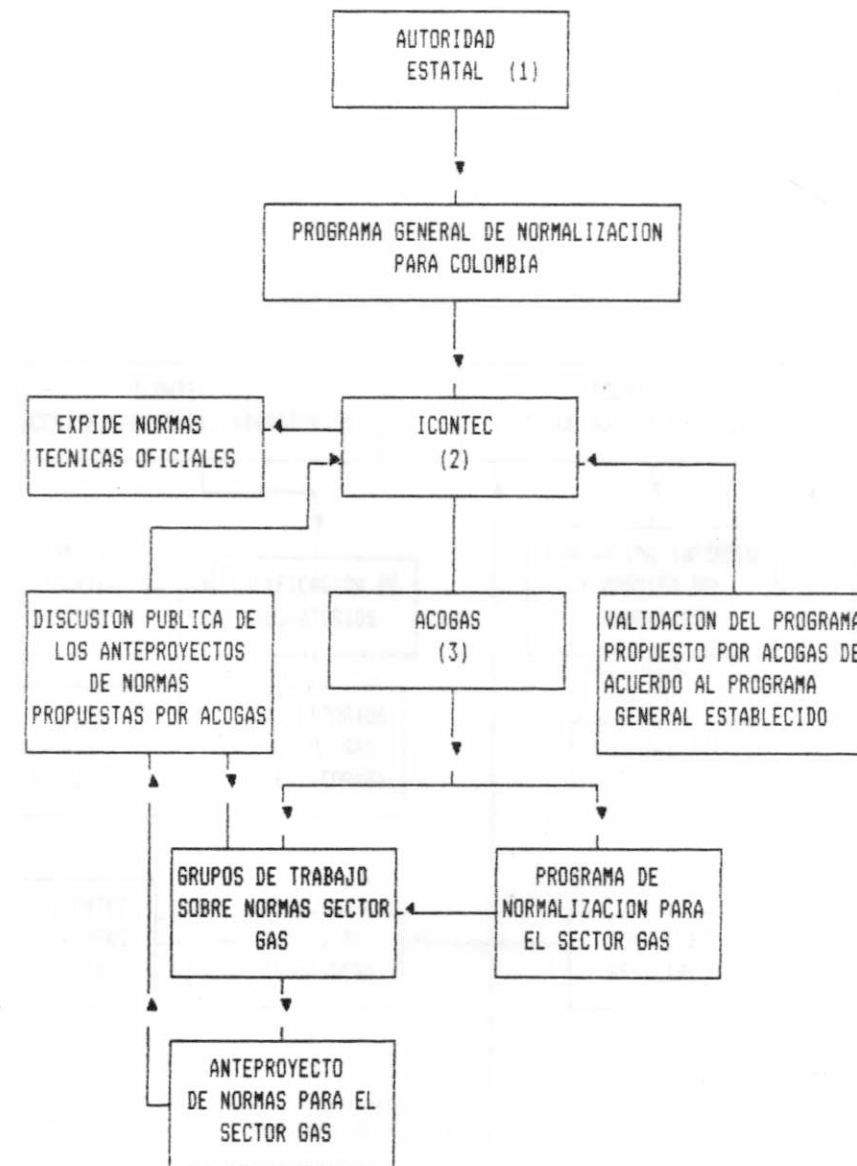 AUTORIDAD
ESTATAL (1)
PROGRAMA GENERAL DE NORMALIZACION
PARA COLOMBIA
EXPIDE NORMAS
TECNICAS OFICIALES
ICONTEC
(2)
DISCUSION PUBLICA DE
LOS ANTEPROYECTOS
DE NORMAS
PROPUESTAS POR ACOGAS
ACOGAS
(3)
VALIDACION DEL PROGRAMA
PROPUESTO POR ACOGAS DE
ACUERDO AL PROGRAMA
GENERAL ESTABLECIDO
GRUPOS DE TRABAJO
SOBRE NORMAS SECTOR
GAS
PROGRAMA DE
NORMALIZACION PARA
EL SECTOR GAS
ANTEPROYECTO
DE NORMAS PARA EL
SECTOR GAS